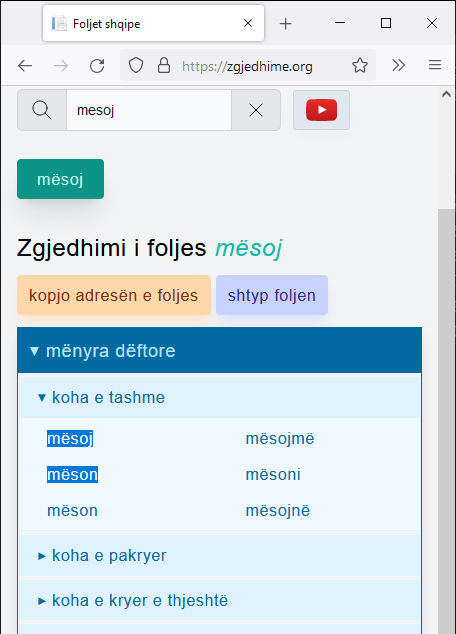 Foljet shqipe
https://zgjedhime.org
mesoj
mësoj
Zgjedhimi i foljes mësoj
kopjo adresën e foljes shtyp foljen
▾ mënyra dëftore
▾ koha e tashme
mësoj mësojmë
mëson mësoni
mëson mësojnë
▸ koha e pakryer
▸ koha e kryer e thjeshtë